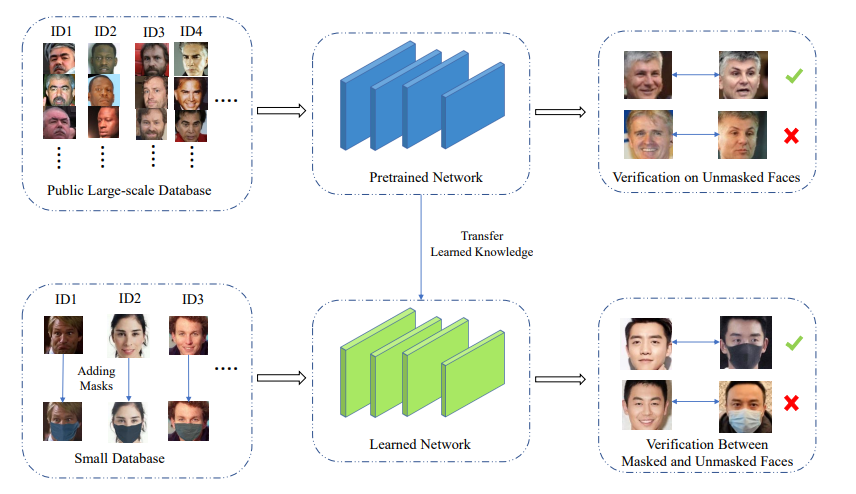 ID1 ID2 ID3 ID4
....
Public Large-scale Database
Pretrained Network
Verification on Unmasked Faces
Transfer
Learned Knowledge
ID1 ID2 ID3
Adding
Masks
....
Small Database
Learned Network
Verification Between
Masked and Unmasked Faces